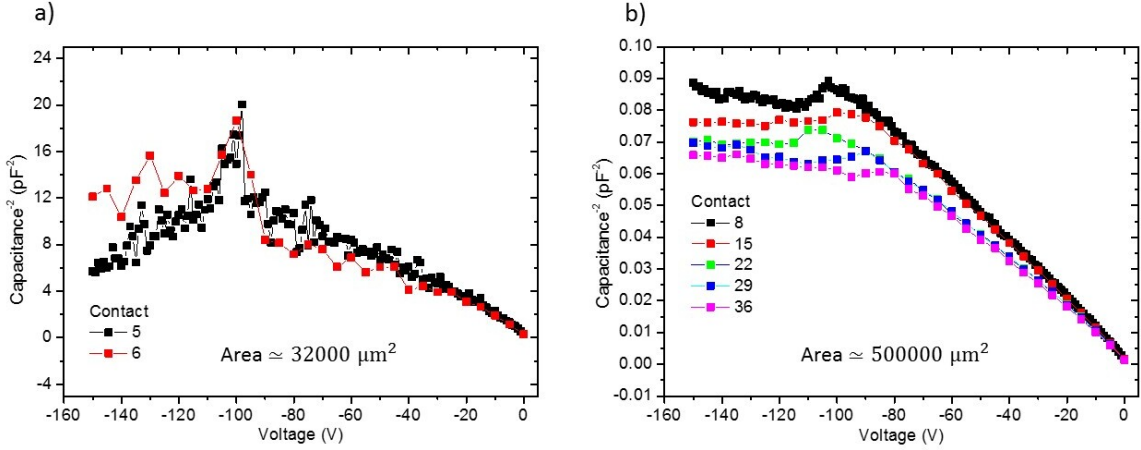 a)
Capacitance⁻² (pF⁻²)
24
20
16
12
8
4
0
-4
Contact
5
6
Area ≃ 32000 μm²
-160 -140 -120 -100 -80 -60 -40 -20 0
Voltage (V)
b)
Capacitance⁻² (pF⁻²)
0.10
0.09
0.08
0.07
0.06
0.05
0.04
0.03
0.02
0.01
0.00
-0.01
Contact
8
15
22
29
36
Area ≃ 500000 μm²
-160 -140 -120 -100 -80 -60 -40 -20 0
Voltage (V)